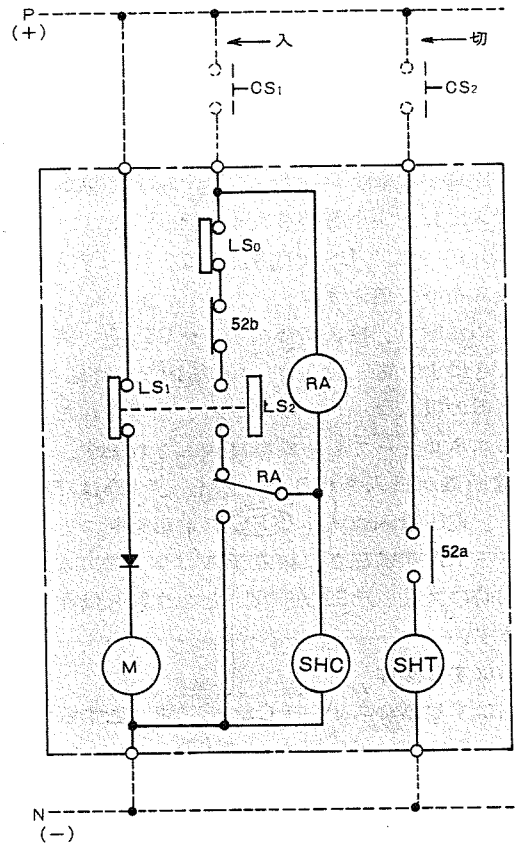 P
(+)
入
切
CS₁
CS₂
LS₀
52b
LS₁
LS₂
RA
RA
52a
M
SHC
SHT
N
(-)